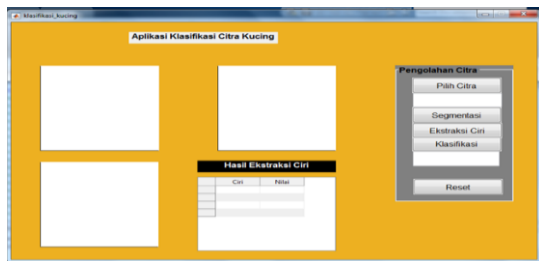 Klasifikasi_kucing
Aplikasi Klasifikasi Citra Kucing
Pengolahan Citra
Pilih Citra
Segmentasi
Ekstraksi Ciri
Klasifikasi
Reset
Hasil Ekstraksi Ciri
Ciri Nilai